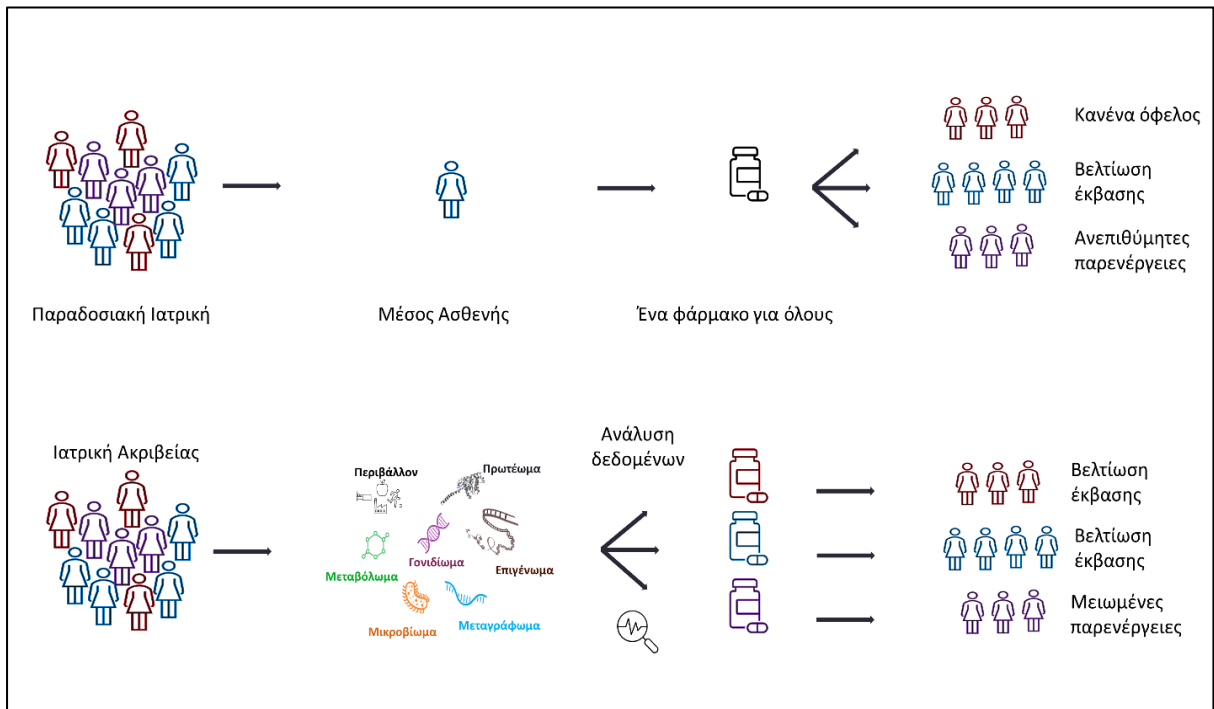 Κανένα όφελος
Βελτίωση
έκβασης
Ανεπιθύμητες
παρενέργειες
Παραδοσιακή Ιατρική
Μέσος Ασθενής
Ένα φάρμακο για όλους
Ιατρική Ακριβείας
Ανάλυση
δεδομένων
Περιβάλλον
Πρωτέωμα
Γονιδίωμα
Επιγένωμα
Μεταβόλωμα
Μικροβίωμα
Μεταγράφωμα
Βελτίωση
έκβασης
Βελτίωση
έκβασης
Μειωμένες
παρενέργειες